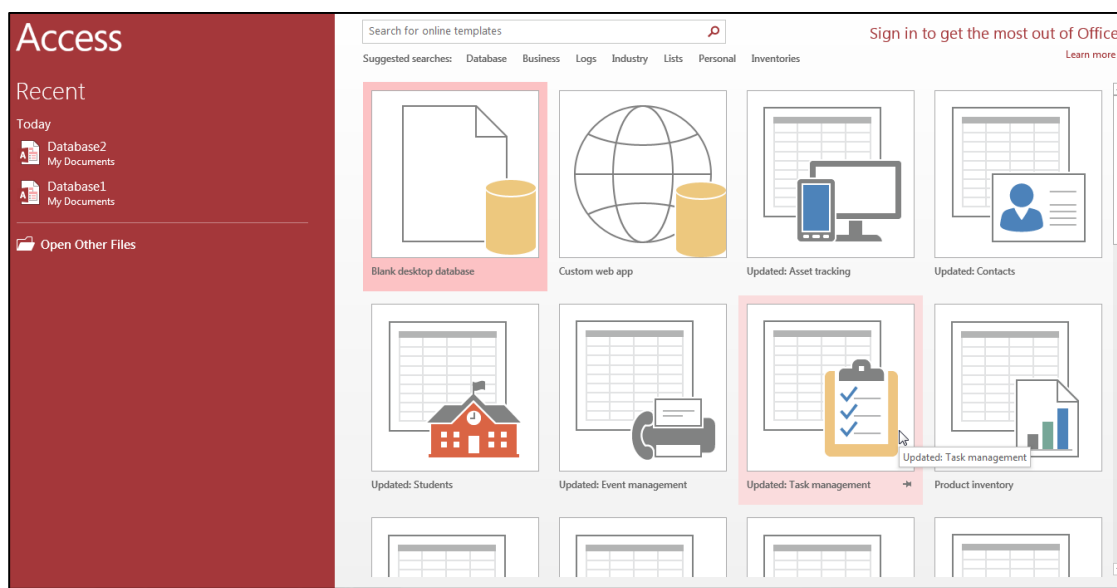 Access
Recent
Today
Database2
My Documents
Database1
My Documents
Open Other Files
Search for online templates
Sign in to get the most out of Office
Learn more
Suggested searches: Database Business Logs Industry Lists Personal Inventories
Blank desktop database
Custom web app
Updated: Asset tracking
Updated: Contacts
Updated: Task management
Updated: Students
Updated: Event management
Updated: Task management
Product inventory